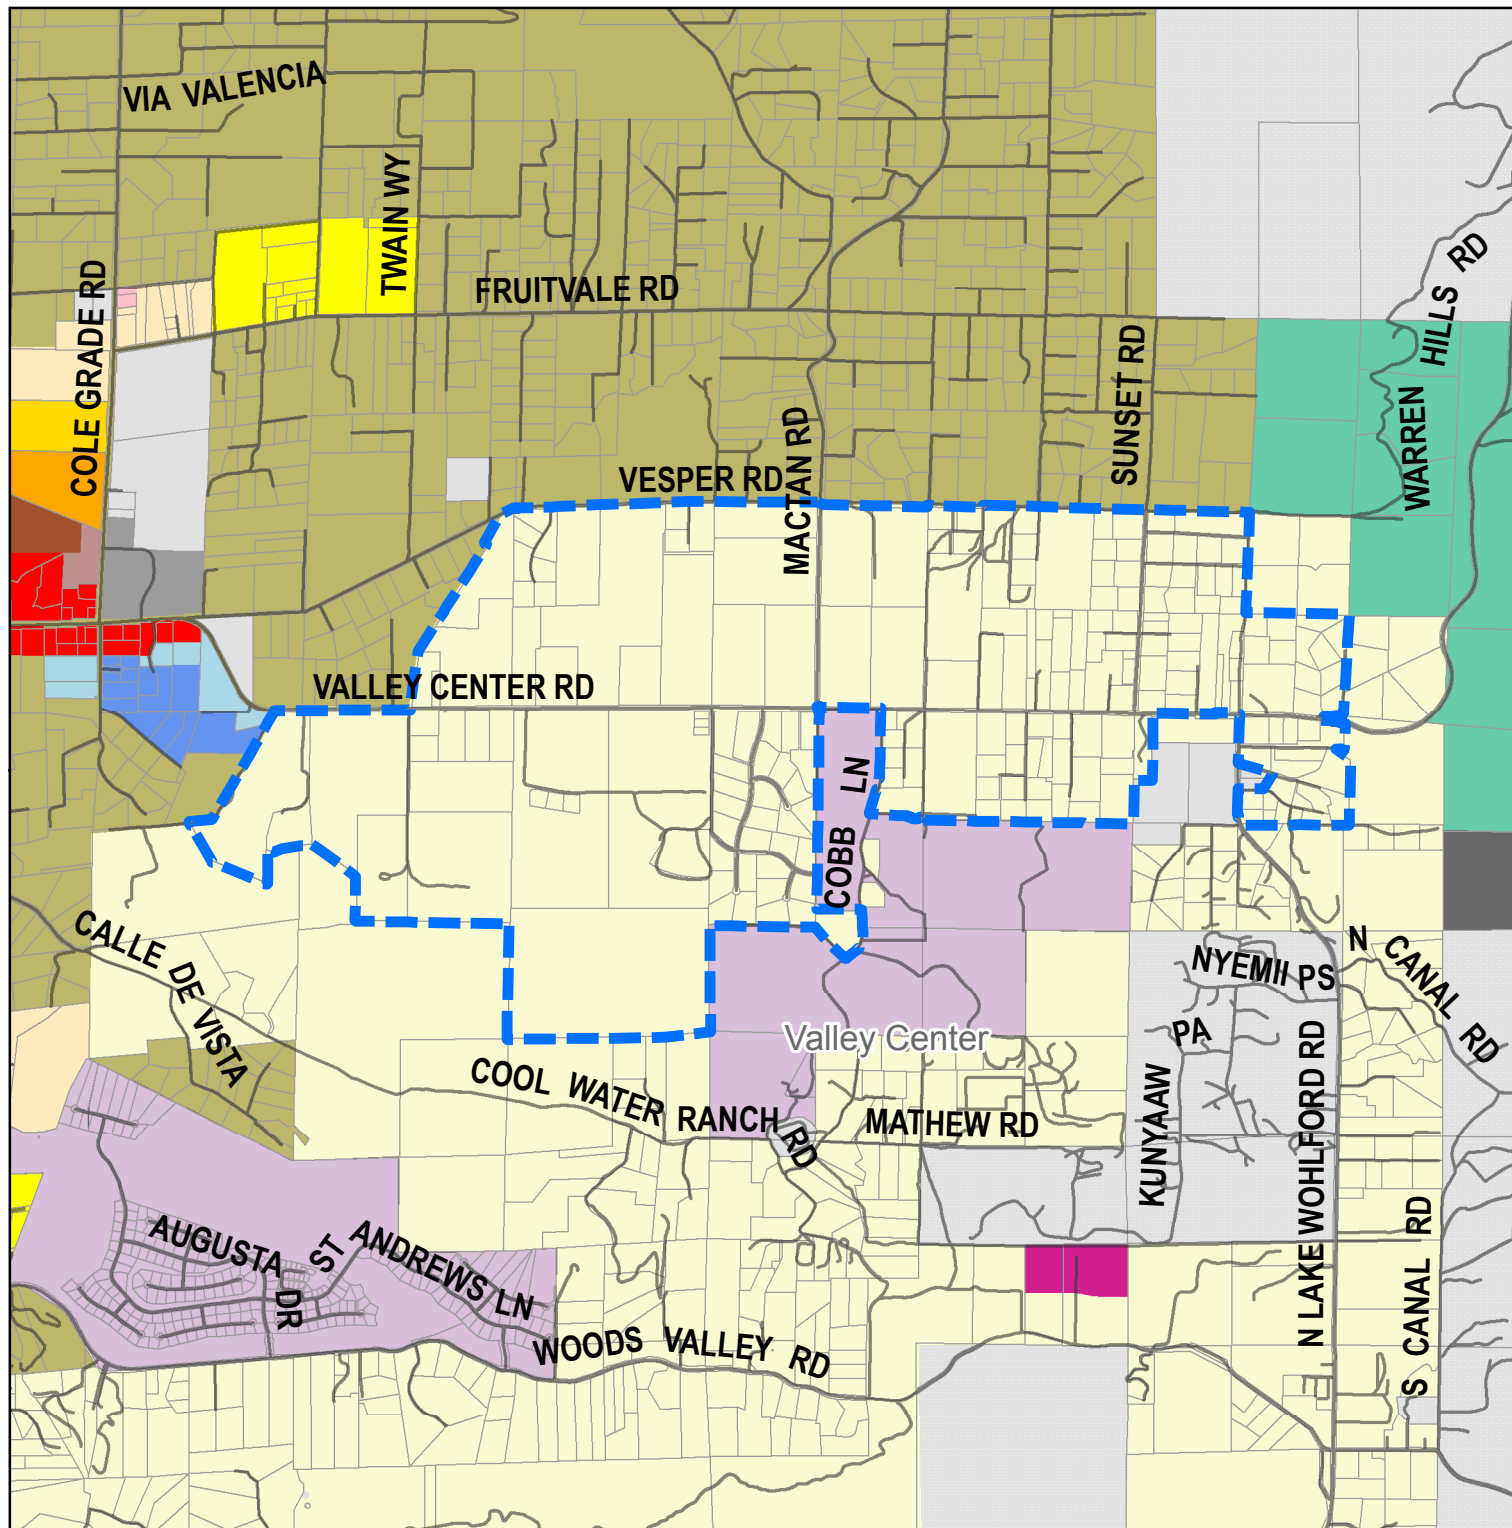 VIA VALENCIA
TWAIN WY
FRUITVALE RD
COLE GRADE RD
WARREN HILLS RD
SUNSET RD
MACTAN RD
VESPER RD
VALLEY CENTER RD
COBB LN
CALLE DE VISTA
NYEMII PS
N CANAL RD
PA
KUNYAAW
Valley Center
COOL WATER RANCH RD
MATHEW RD
N LAKE WOHLFORD RD
S CANAL RD
AUGUSTA DR
ST ANDREWS LN
WOODS VALLEY RD